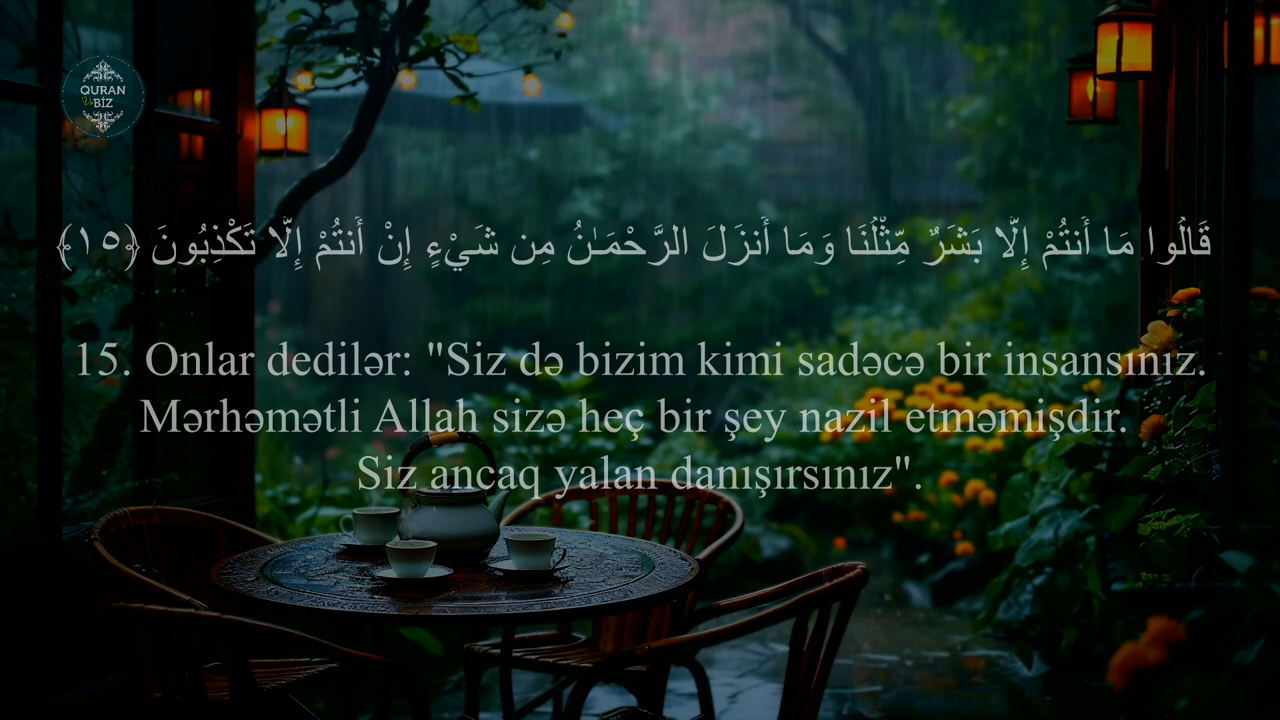 QURAN
Və
BİZ
قَالُوا مَا أَنتُمْ إِلَّا بَشَرٌ مِّثْلُنَا وَمَا أَنزَلَ الرَّحْمَـٰنُ مِن شَيْءٍ إِنْ أَنتُمْ إِلَّا تَكْذِبُونَ ﴿١٥﴾
15. Onlar dedilər: "Siz də bizim kimi sadəcə bir insansınız.
Mərhəmətli Allah sizə heç bir şey nazil etməmişdir.
Siz ancaq yalan danışırsınız".